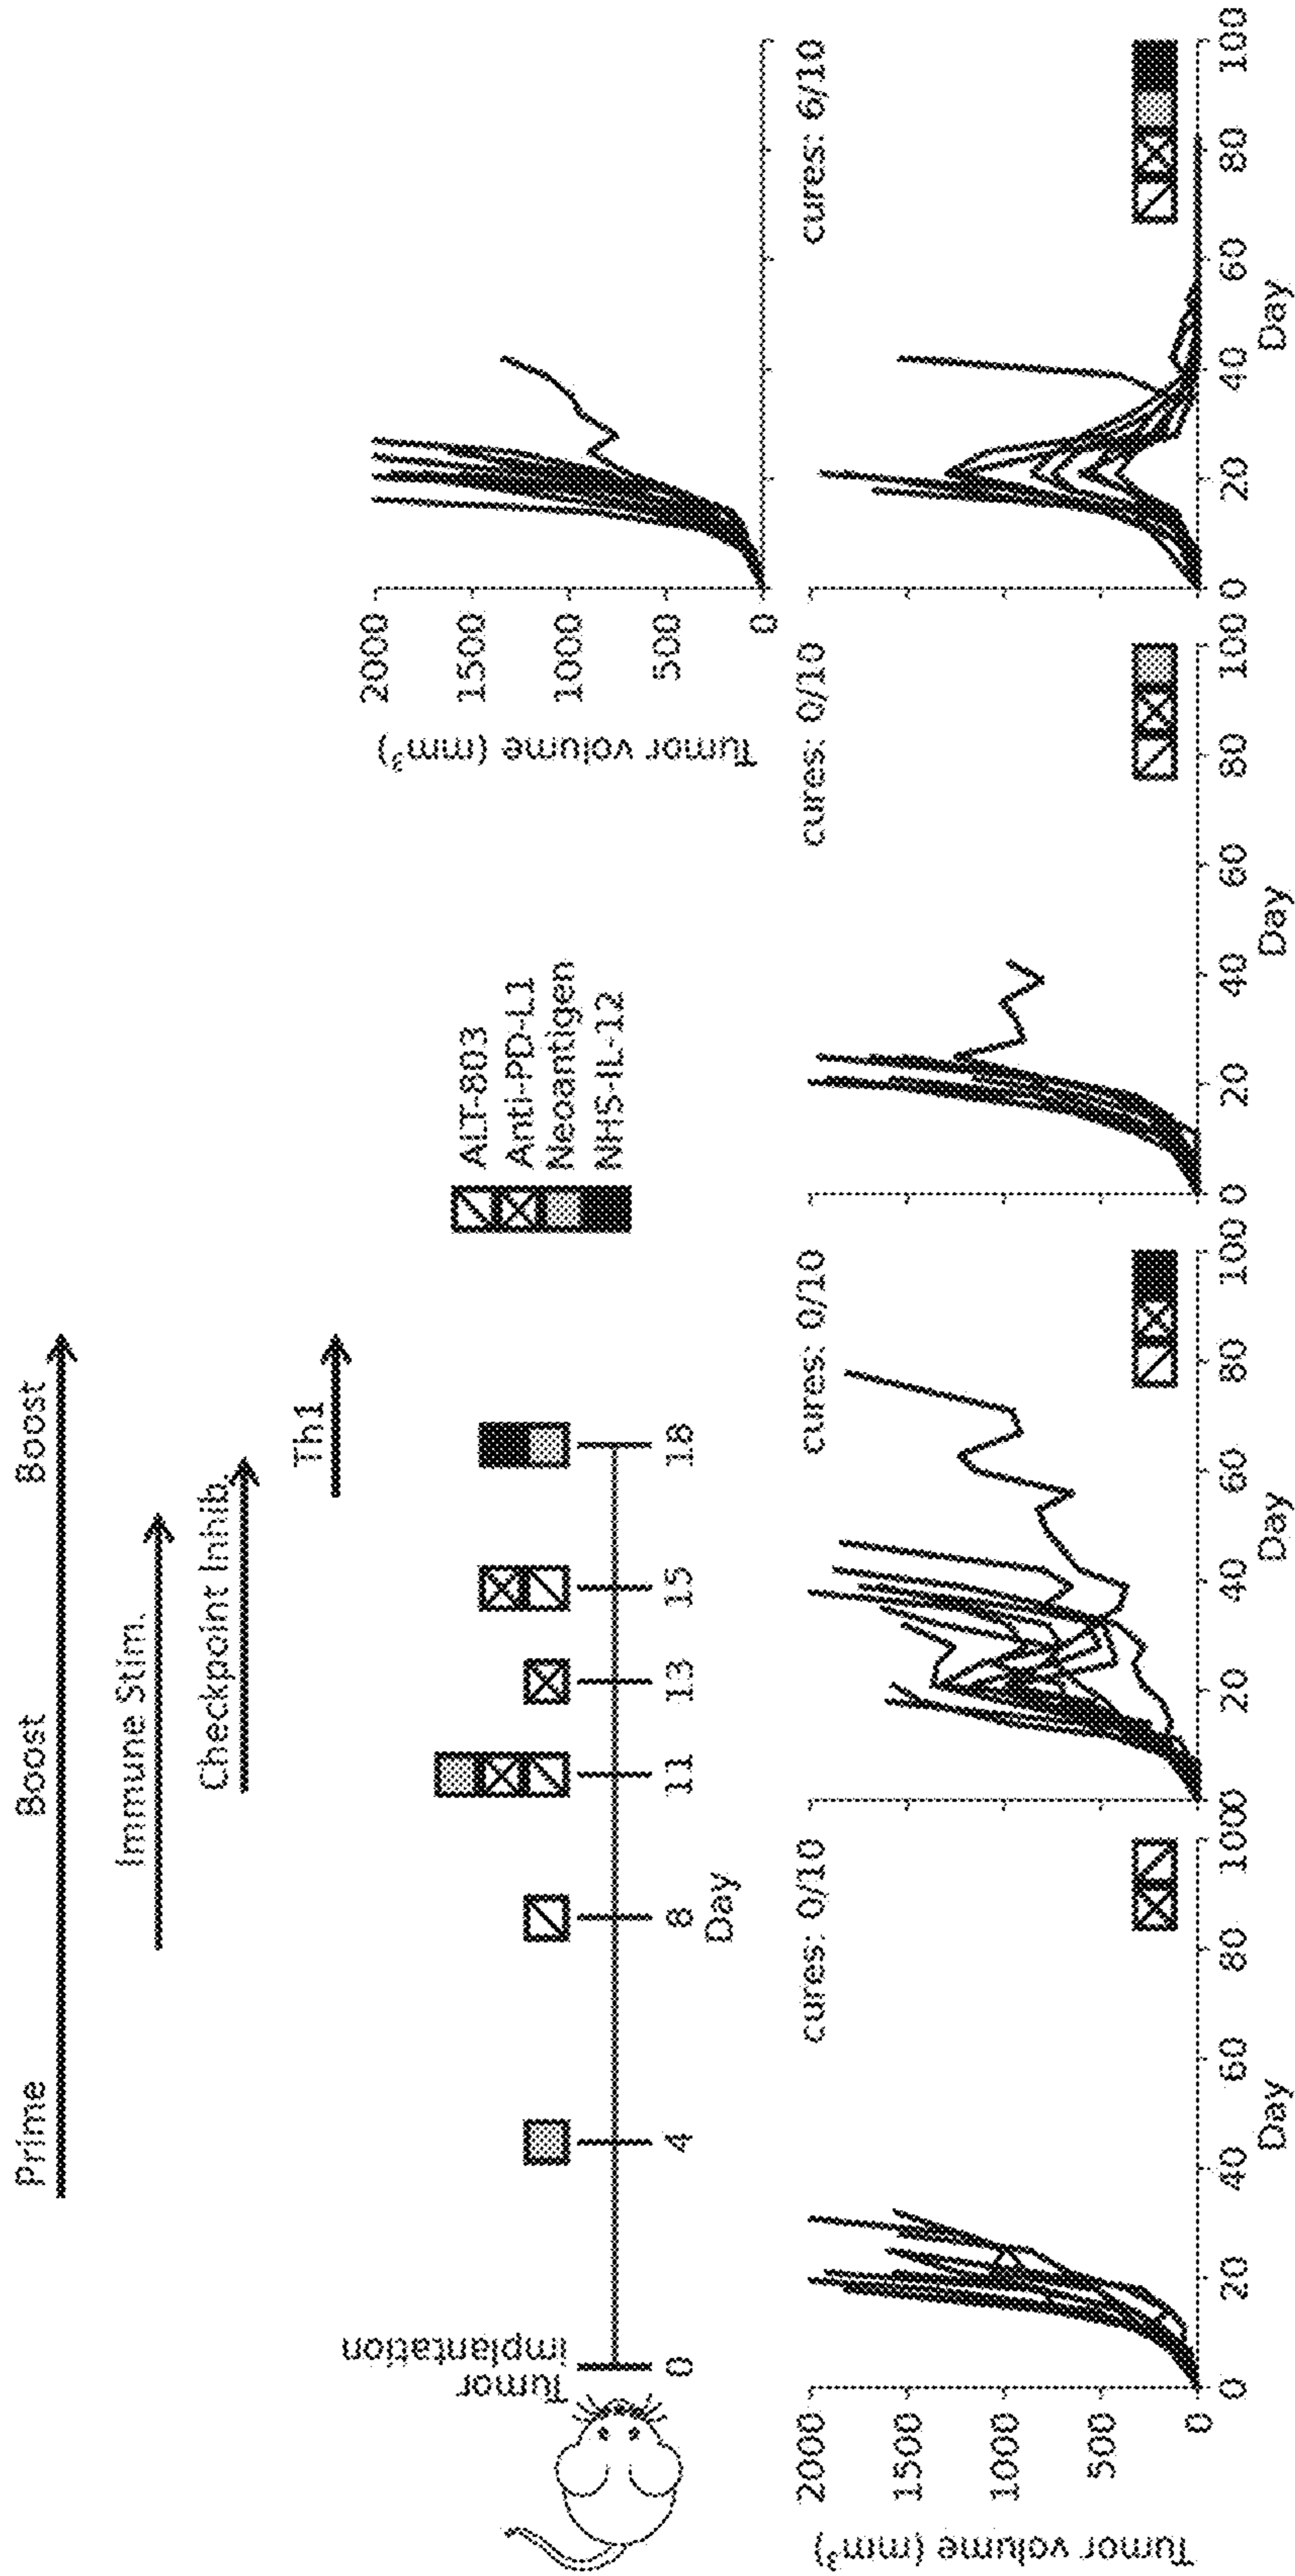 Prime Boost Boost
Immune Stim.
Checkpoint Inhib.
Th1
Tumor
implantation
0 4 8 11 13 15 18
Day
ALT-803
Anti-PD-L1
Neoantigen
NHS-IL-12
Tumor volume (mm³)
2000
1500
1000
500
0
Tumor volume (mm³)
2000
1500
1000
500
0
cures: 0/10
0 20 40 60 80 100
Day
cures: 0/10
0 20 40 60 80 100
Day
cures: 0/10
0 20 40 60 80 100
Day
cures: 6/10
0 20 40 60 80 100
Day